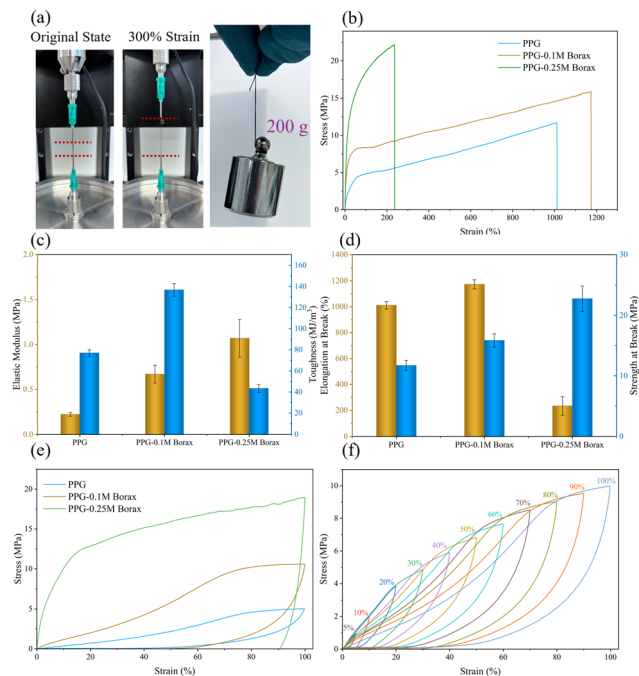 (a)
Original State
300% Strain
200 g
(b)
PPG
PPG-0.1M Borax
PPG-0.25M Borax
Stress (MPa)
25
20
15
10
5
0
0 200 400 600 800 1000 1200
Strain (%)
(c)
Elastic Modulus (MPa)
2.0
1.5
1.0
0.5
0.0
160
140
120
100
80
60
40
20
0
Toughness (MJ/m³)
PPG PPG-0.1M Borax PPG-0.25M Borax
(d)
Elongation at Break (%)
1400
1200
1000
800
600
400
200
0
30
20
10
0
Strength at Break (MPa)
PPG PPG-0.1M Borax PPG-0.25M Borax
(e)
PPG
PPG-0.1M Borax
PPG-0.25M Borax
Stress (MPa)
20
15
10
5
0
0 20 40 60 80 100
Strain (%)
(f)
Stress (MPa)
10
8
6
4
2
0
5%
10%
20%
30%
40%
50%
60%
70%
80%
90%
100%
0 20 40 60 80 100
Strain (%)